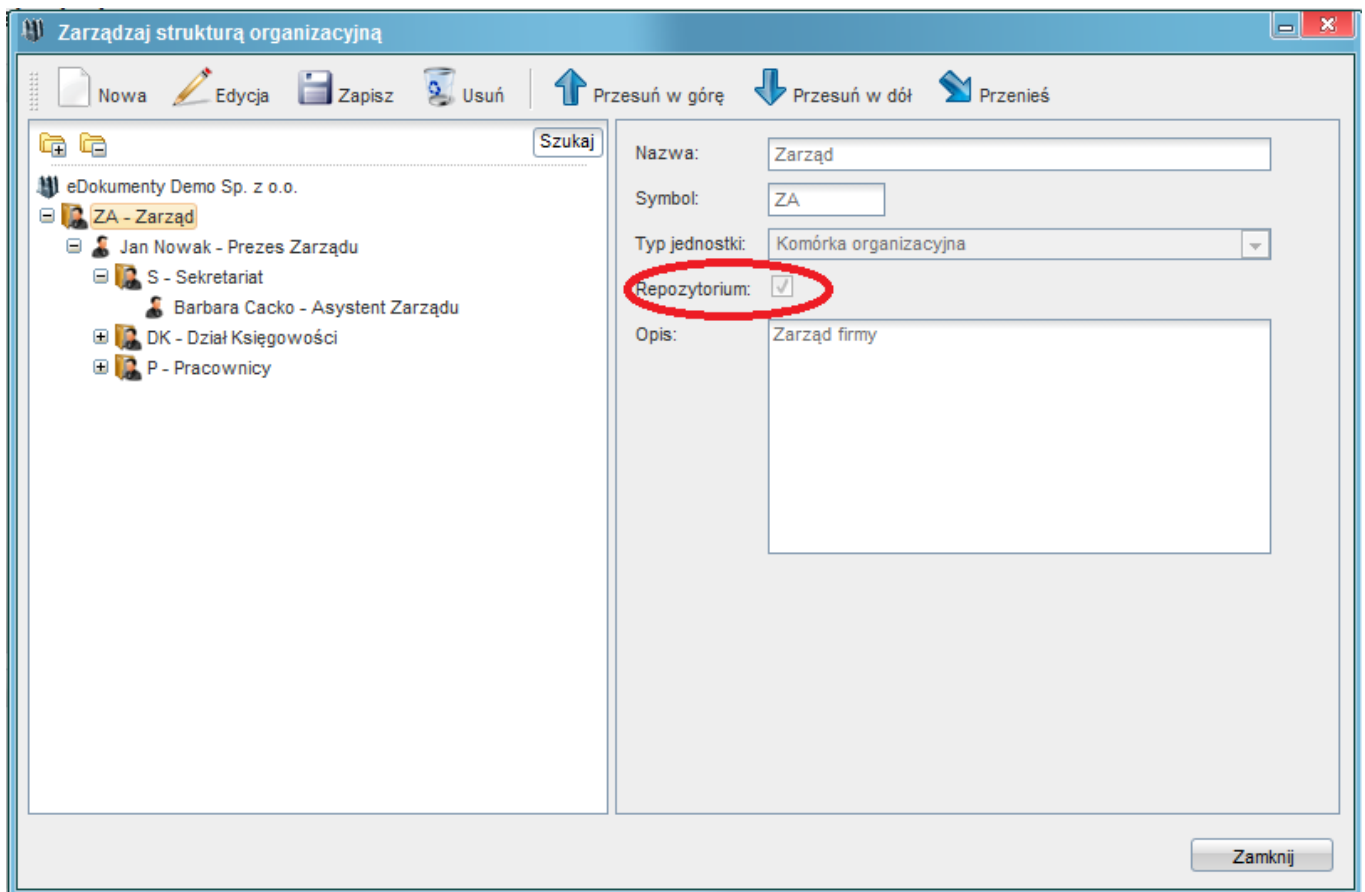 Zarządzaj strukturą organizacyjną
Nowa Edycja Zapisz Usuń Przesuń w górę Przesuń w dół Przenieś
Szukaj
eDokumenty Demo Sp. z o.o.
ZA - Zarząd
Jan Nowak - Prezes Zarządu
S - Sekretariat
Barbara Cacko - Asystent Zarządu
DK - Dział Księgowości
P - Pracownicy
Nazwa: Zarząd
Symbol: ZA
Typ jednostki: Komórka organizacyjna
Repozytorium:
Opis: Zarząd firmy
Zamknij